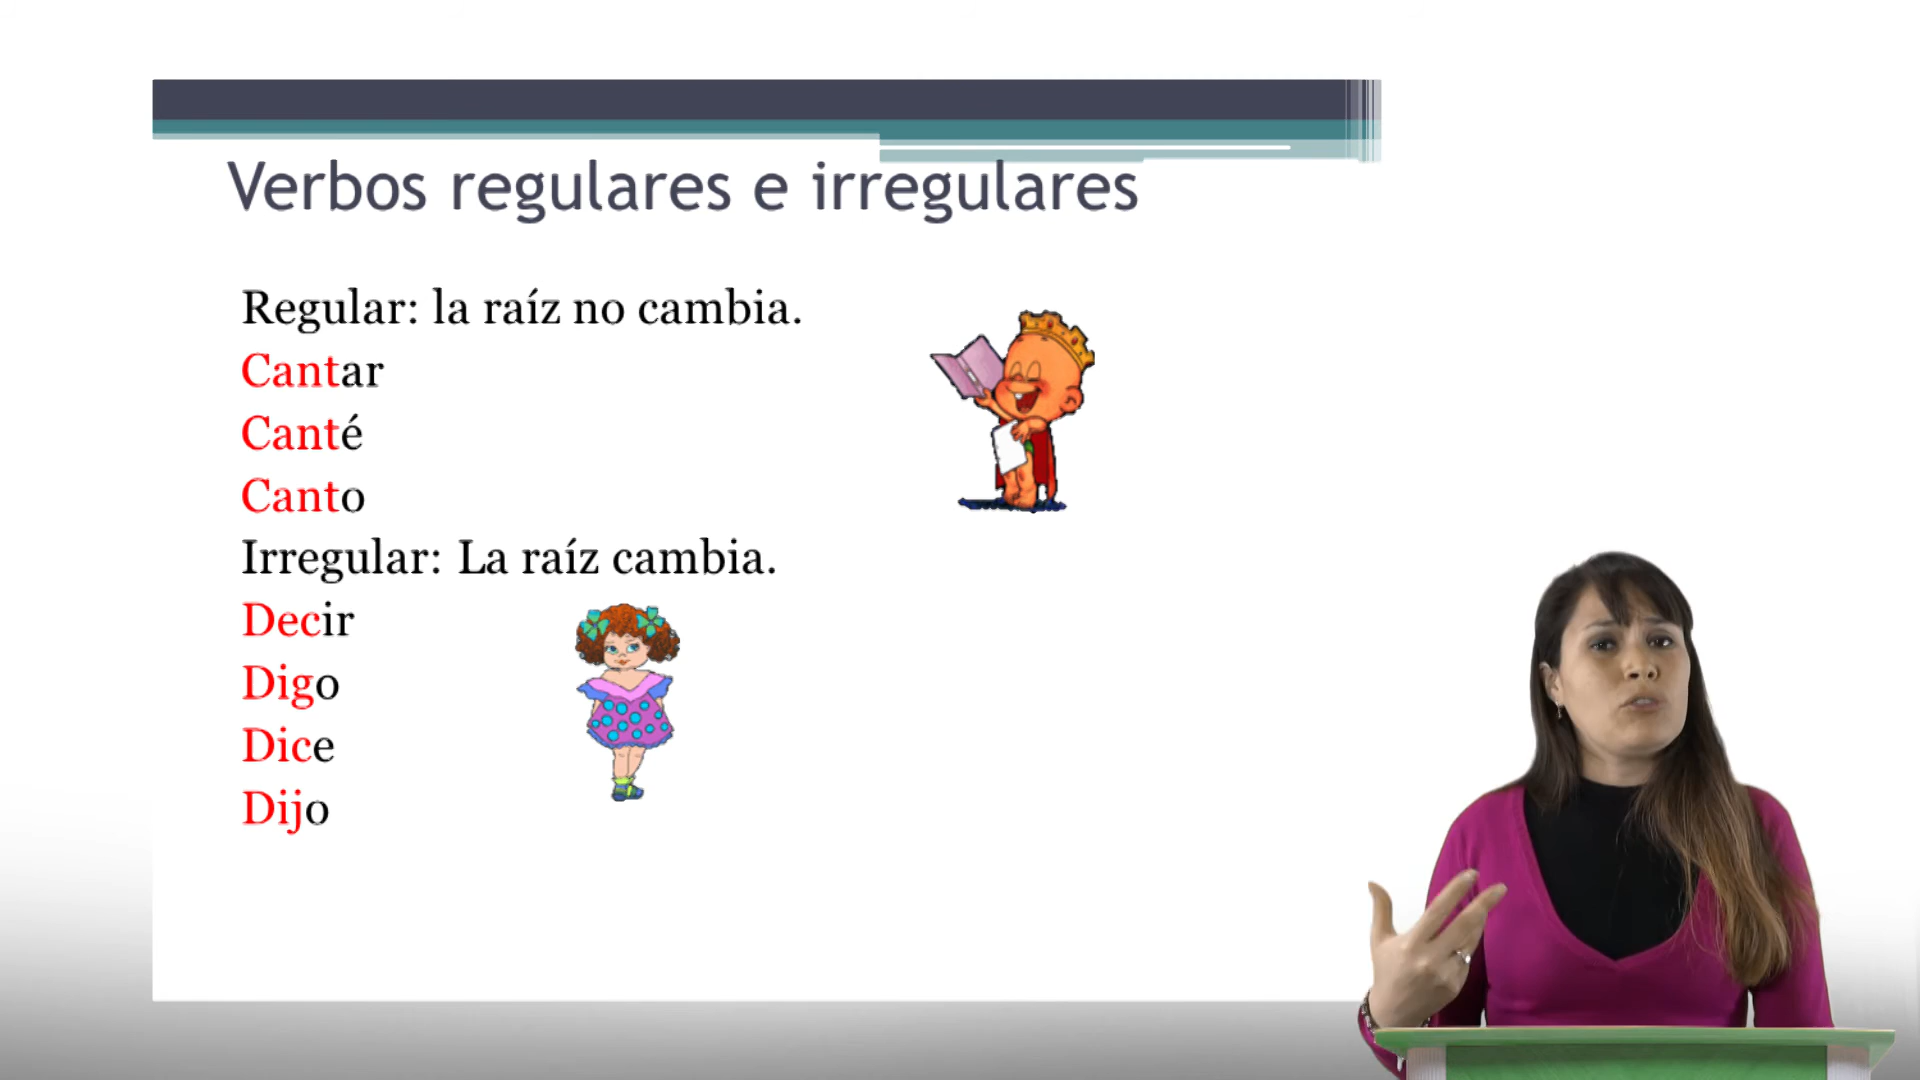 Verbos regulares e irregulares
Regular: la raíz no cambia.
Cantar
Canté
Canto
Irregular: La raíz cambia.
Decir
Digo
Dice
Dijo